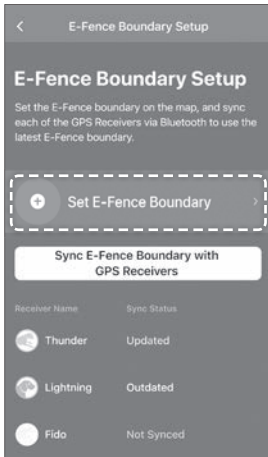 E-Fence Boundary Setup
E-Fence Boundary Setup
Set the E-Fence boundary on the map, and sync
each of the GPS Receivers via Bluetooth to use the
latest E-Fence boundary.
Set E-Fence Boundary
Sync E-Fence Boundary with
GPS Receivers
Receiver Name Sync Status
Thunder Updated
Lightning Outdated
Fido Not Synced